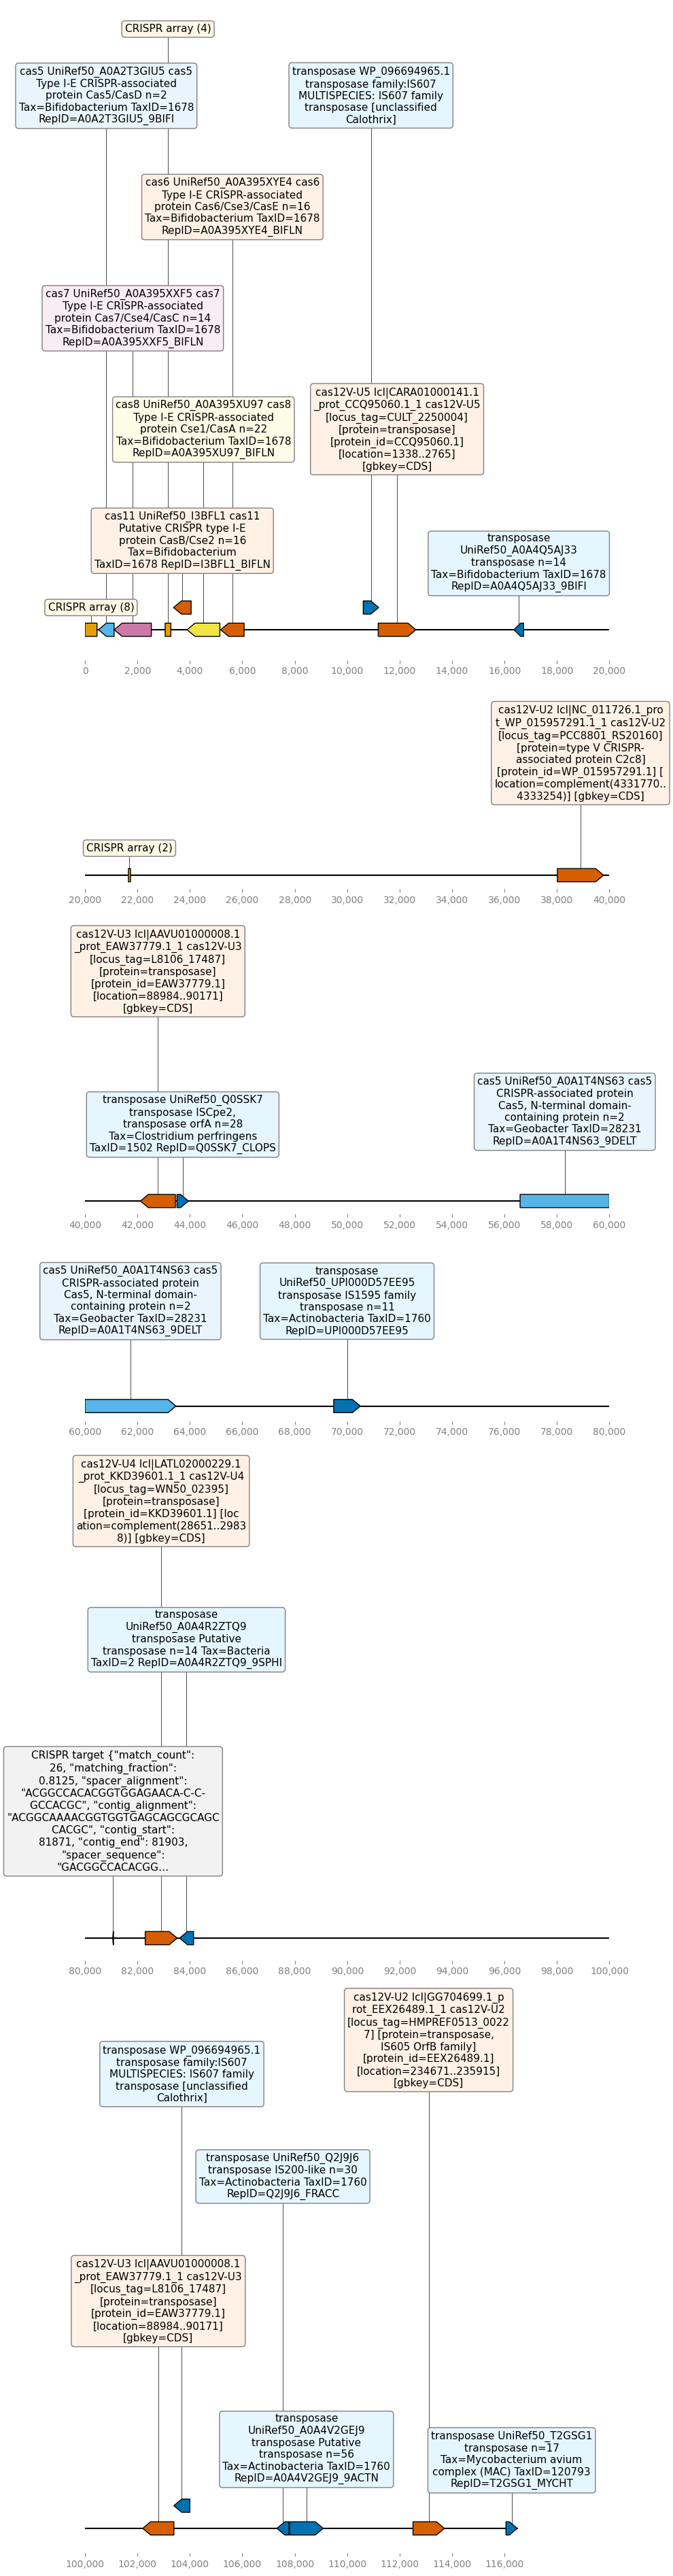 CRISPR array (4)
cas5 UniRef50_A0A2T3GIU5 cas5
Type I-E CRISPR-associated
protein Cas5/CasD n=2
Tax=Bifidobacterium TaxID=1678
RepID=A0A2T3GIU5_9BIFI
transposase WP_096694965.1
transposase family:IS607
MULTISPECIES: IS607 family
transposase [unclassified
Calothrix]
cas6 UniRef50_A0A395XYE4 cas6
Type I-E CRISPR-associated
protein Cas6/Cse3/CasE n=16
Tax=Bifidobacterium TaxID=1678
RepID=A0A395XYE4_BIFLN
cas7 UniRef50_A0A395XXF5 cas7
Type I-E CRISPR-associated
protein Cas7/Cse4/CasC n=14
Tax=Bifidobacterium TaxID=1678
RepID=A0A395XXF5_BIFLN
cas12V-U5 lcl|CARA01000141.1
_prot_CCQ95060.1_1 cas12V-U5
[locus_tag=CULT_2250004]
[protein=transposase]
[protein_id=CCQ95060.1]
[location=1338..2765]
[gbkey=CDS]
cas8 UniRef50_A0A395XU97 cas8
Type I-E CRISPR-associated
protein Cse1/CasA n=22
Tax=Bifidobacterium TaxID=1678
RepID=A0A395XU97_BIFLN
cas11 UniRef50_I3BFL1 cas11
Putative CRISPR type I-E
protein CasB/Cse2 n=16
Tax=Bifidobacterium
TaxID=1678 RepID=I3BFL1_BIFLN
transposase
UniRef50_A0A4Q5AJ33
transposase n=14
Tax=Bifidobacterium TaxID=1678
RepID=A0A4Q5AJ33_9BIFI
CRISPR array (8)
0 2,000 4,000 6,000 8,000 10,000 12,000 14,000 16,000 18,000 20,000
cas12V-U2 lcl|NC_011726.1_pro
t_WP_015957291.1_1 cas12V-U2
[locus_tag=PCC8801_RS20160]
[protein=type V CRISPR-
associated protein C2c8]
[protein_id=WP_015957291.1] [
location=complement(4331770..
4333254)] [gbkey=CDS]
CRISPR array (2)
20,000 22,000 24,000 26,000 28,000 30,000 32,000 34,000 36,000 38,000 40,000
cas12V-U3 lcl|AAVU01000008.1
_prot_EAW37779.1_1 cas12V-U3
[locus_tag=L8106_17487]
[protein=transposase]
[protein_id=EAW37779.1]
[location=88984..90171]
[gbkey=CDS]
cas5 UniRef50_A0A1T4NS63 cas5
CRISPR-associated protein
Cas5, N-terminal domain-
containing protein n=2
Tax=Geobacter TaxID=28231
RepID=A0A1T4NS63_9DELT
transposase UniRef50_Q0SSK7
transposase ISCpe2,
transposase orfA n=28
Tax=Clostridium perfringens
TaxID=1502 RepID=Q0SSK7_CLOPS
40,000 42,000 44,000 46,000 48,000 50,000 52,000 54,000 56,000 58,000 60,000
cas5 UniRef50_A0A1T4NS63 cas5
CRISPR-associated protein
Cas5, N-terminal domain-
containing protein n=2
Tax=Geobacter TaxID=28231
RepID=A0A1T4NS63_9DELT
transposase
UniRef50_UPI000D57EE95
transposase IS1595 family
transposase n=11
Tax=Actinobacteria TaxID=1760
RepID=UPI000D57EE95
60,000 62,000 64,000 66,000 68,000 70,000 72,000 74,000 76,000 78,000 80,000
cas12V-U4 lcl|LATL02000229.1
_prot_KKD39601.1_1 cas12V-U4
[locus_tag=WN50_02395]
[protein=transposase]
[protein_id=KKD39601.1] [loc
ation=complement(28651..2983
8)] [gbkey=CDS]
transposase
UniRef50_A0A4R2ZTQ9
transposase Putative
transposase n=14 Tax=Bacteria
TaxID=2 RepID=A0A4R2ZTQ9_9SPHI
CRISPR target {"match_count":
26, "matching_fraction":
0.8125, "spacer_alignment":
"ACGGCCACACGGTGGAGAACA-C-C-
GCCACGC", "contig_alignment":
"ACGGCAAAACGGTGGTGAGCAGCGCAGC
CACGC", "contig_start":
81871, "contig_end": 81903,
"spacer_sequence":
"GACGGCCACACGG...
80,000 82,000 84,000 86,000 88,000 90,000 92,000 94,000 96,000 98,000 100,000
cas12V-U2 lcl|GG704699.1_p
rot_EEX26489.1_1 cas12V-U2
[locus_tag=HMPREF0513_0022
7] [protein=transposase,
IS605 OrfB family]
[protein_id=EEX26489.1]
[location=234671..235915]
[gbkey=CDS]
transposase WP_096694965.1
transposase family:IS607
MULTISPECIES: IS607 family
transposase [unclassified
Calothrix]
transposase UniRef50_Q2J9J6
transposase IS200-like n=30
Tax=Actinobacteria TaxID=1760
RepID=Q2J9J6_FRACC
cas12V-U3 lcl|AAVU01000008.1
_prot_EAW37779.1_1 cas12V-U3
[locus_tag=L8106_17487]
[protein=transposase]
[protein_id=EAW37779.1]
[location=88984..90171]
[gbkey=CDS]
transposase
UniRef50_A0A4V2GEJ9
transposase Putative
transposase n=56
Tax=Actinobacteria TaxID=1760
RepID=A0A4V2GEJ9_9ACTN
transposase UniRef50_T2GSG1
transposase n=17
Tax=Mycobacterium avium
complex (MAC) TaxID=120793
RepID=T2GSG1_MYCHT
100,000 102,000 104,000 106,000 108,000 110,000 112,000 114,000 116,000